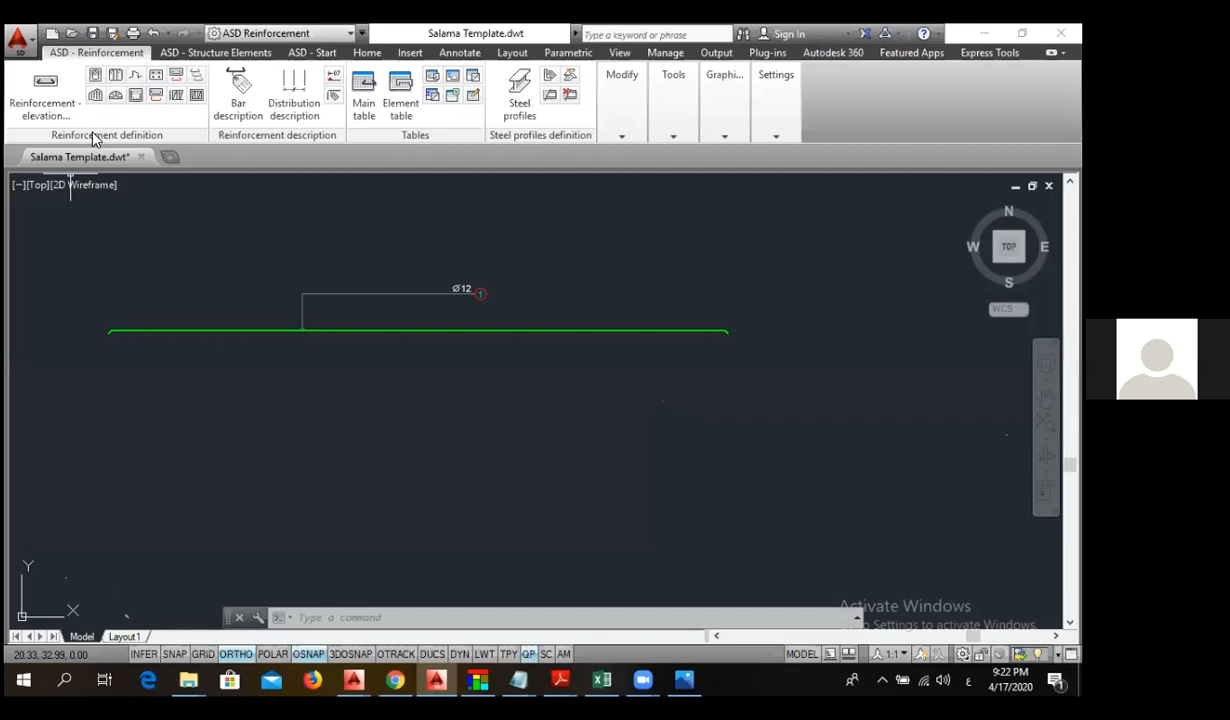 SD
ASD Reinforcement
Salama Template.dwt
Type a keyword or phrase
Sign In
ASD - Reinforcement
ASD - Structure Elements
ASD - Start
Home
Insert
Annotate
Layout
Parametric
View
Manage
Output
Plug-ins
Autodesk 360
Featured Apps
Express Tools
Reinforcement - elevation...
Bar description
Distribution description
Main table
Element table
Steel profiles
Modify
Tools
Graphi...
Settings
Reinforcement definition
Reinforcement description
Tables
Steel profiles definition
Salama Template.dwt*
[−][Top][2D Wireframe]
N
W
TOP
E
S
WCS
Ø12
1
Y
X
Type a command
Activate Windows
o Settings to activate Windows.
Model
Layout1
20.33, 32.99, 0.00
INFER
SNAP
GRID
ORTHO
POLAR
OSNAP
3DOSNAP
OTRACK
DUCS
DYN
LWT
TPY
QP
SC
AM
MODEL
1:1
ع
9:22 PM
4/17/2020
1